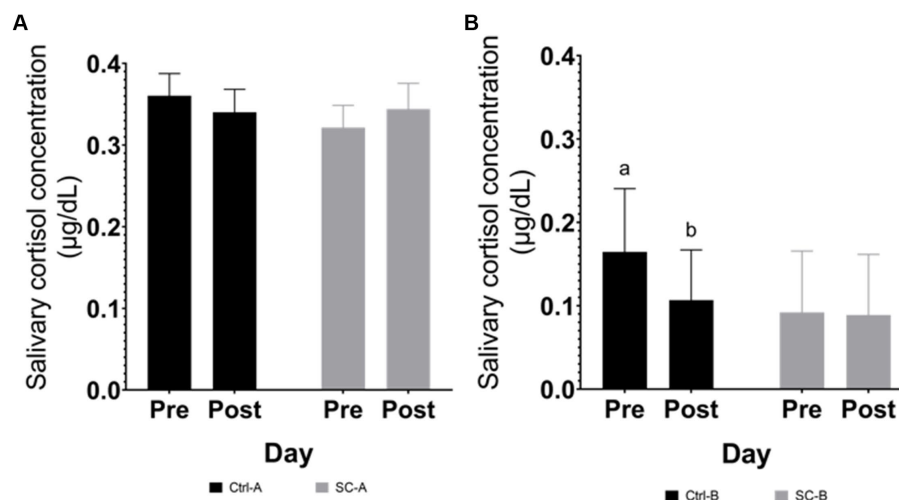 A
Salivary cortisol concentration
(µg/dL)
0.4
0.3
0.2
0.1
0.0
Pre Post Pre Post
Day
Ctrl-A SC-A
B
Salivary cortisol concentration
(µg/dL)
0.4
0.3
0.2
0.1
0.0
a
b
Pre Post Pre Post
Day
Ctrl-B SC-B